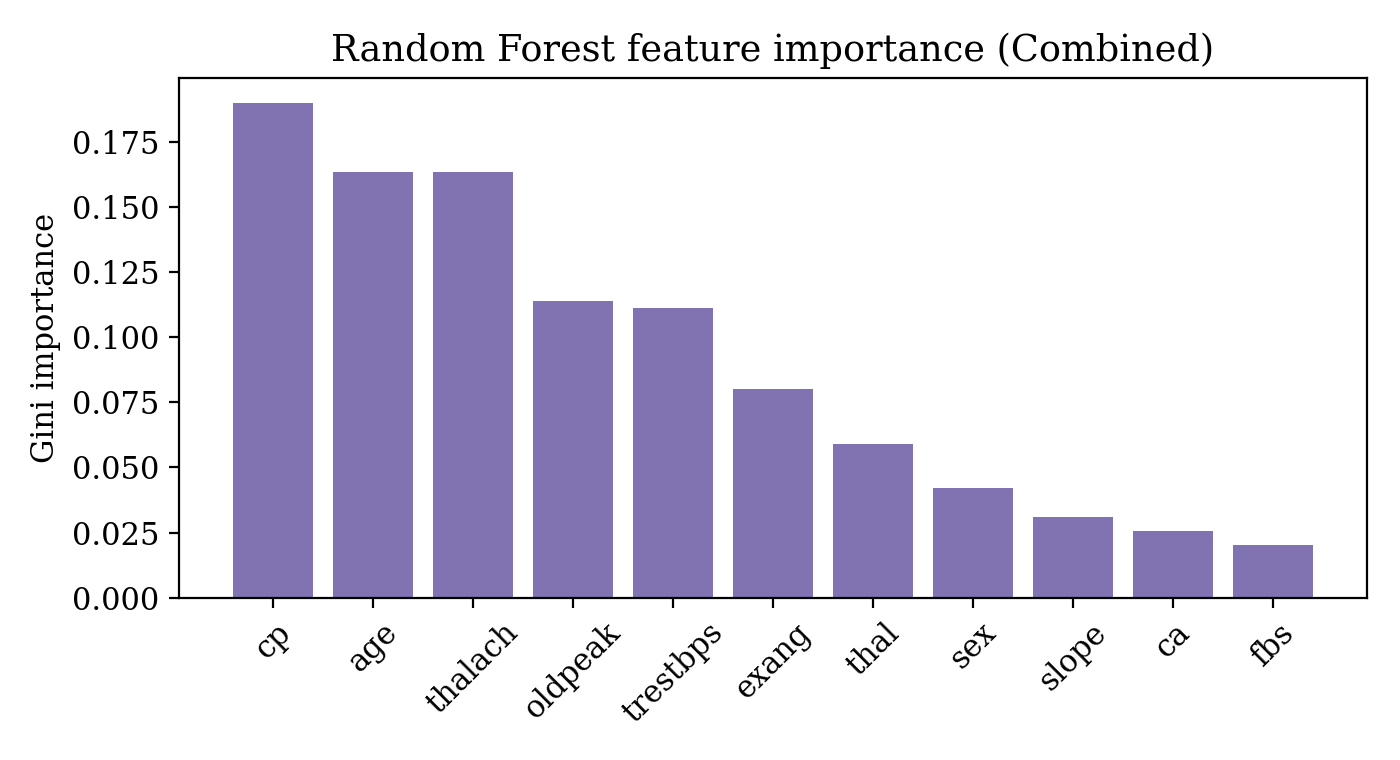 Random Forest feature importance (Combined)
Gini importance
0.175
0.150
0.125
0.100
0.075
0.050
0.025
0.000
cp
age
thalach
oldpeak
trestbps
exang
thal
sex
slope
ca
fbs